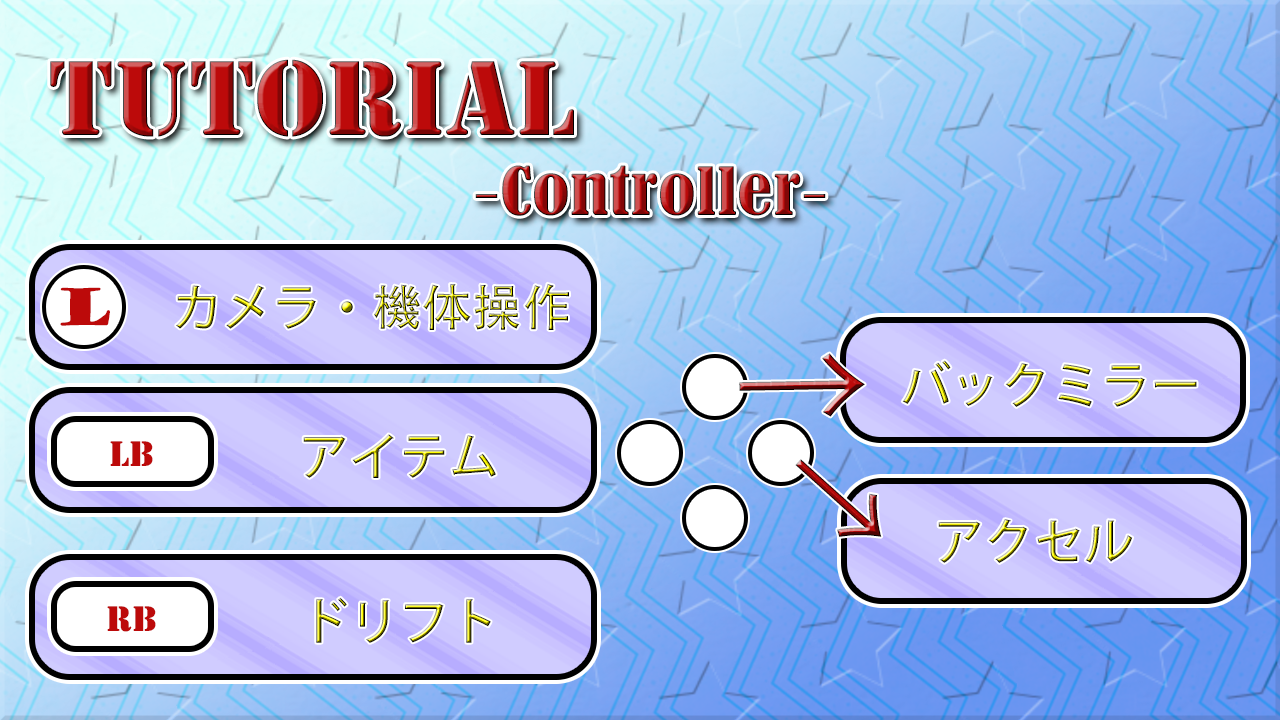 TUTORIAL
-Controller-
L カメラ・機体操作
LB アイテム
RB ドリフト
バックミラー
アクセル